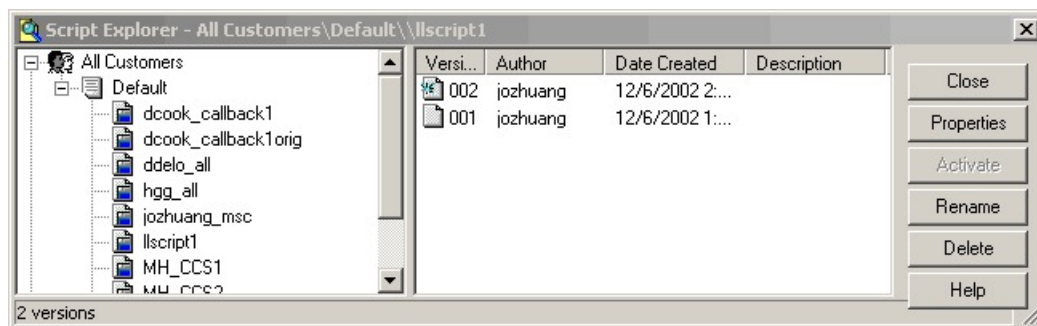 Script Explorer - All Customers\Default\\llscript1
All Customers
Default
dcook_callback1
dcook_callback1orig
ddelo_all
hgg_all
jozhuang_msc
llscript1
MH_CCS1
MH_CCS2
Versi... Author Date Created Description
002 jozhuang 12/6/2002 2:...
001 jozhuang 12/6/2002 1:...
Close
Properties
Activate
Rename
Delete
Help
2 versions